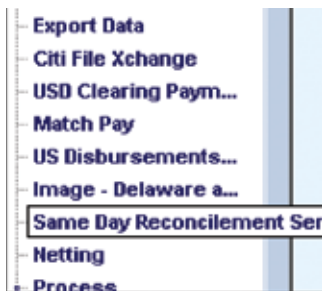 Export Data
Citi File Xchange
USD Clearing Paym...
Match Pay
US Disbursements...
Image - Delaware a...
Same Day Reconcilement Ser
Netting
Process